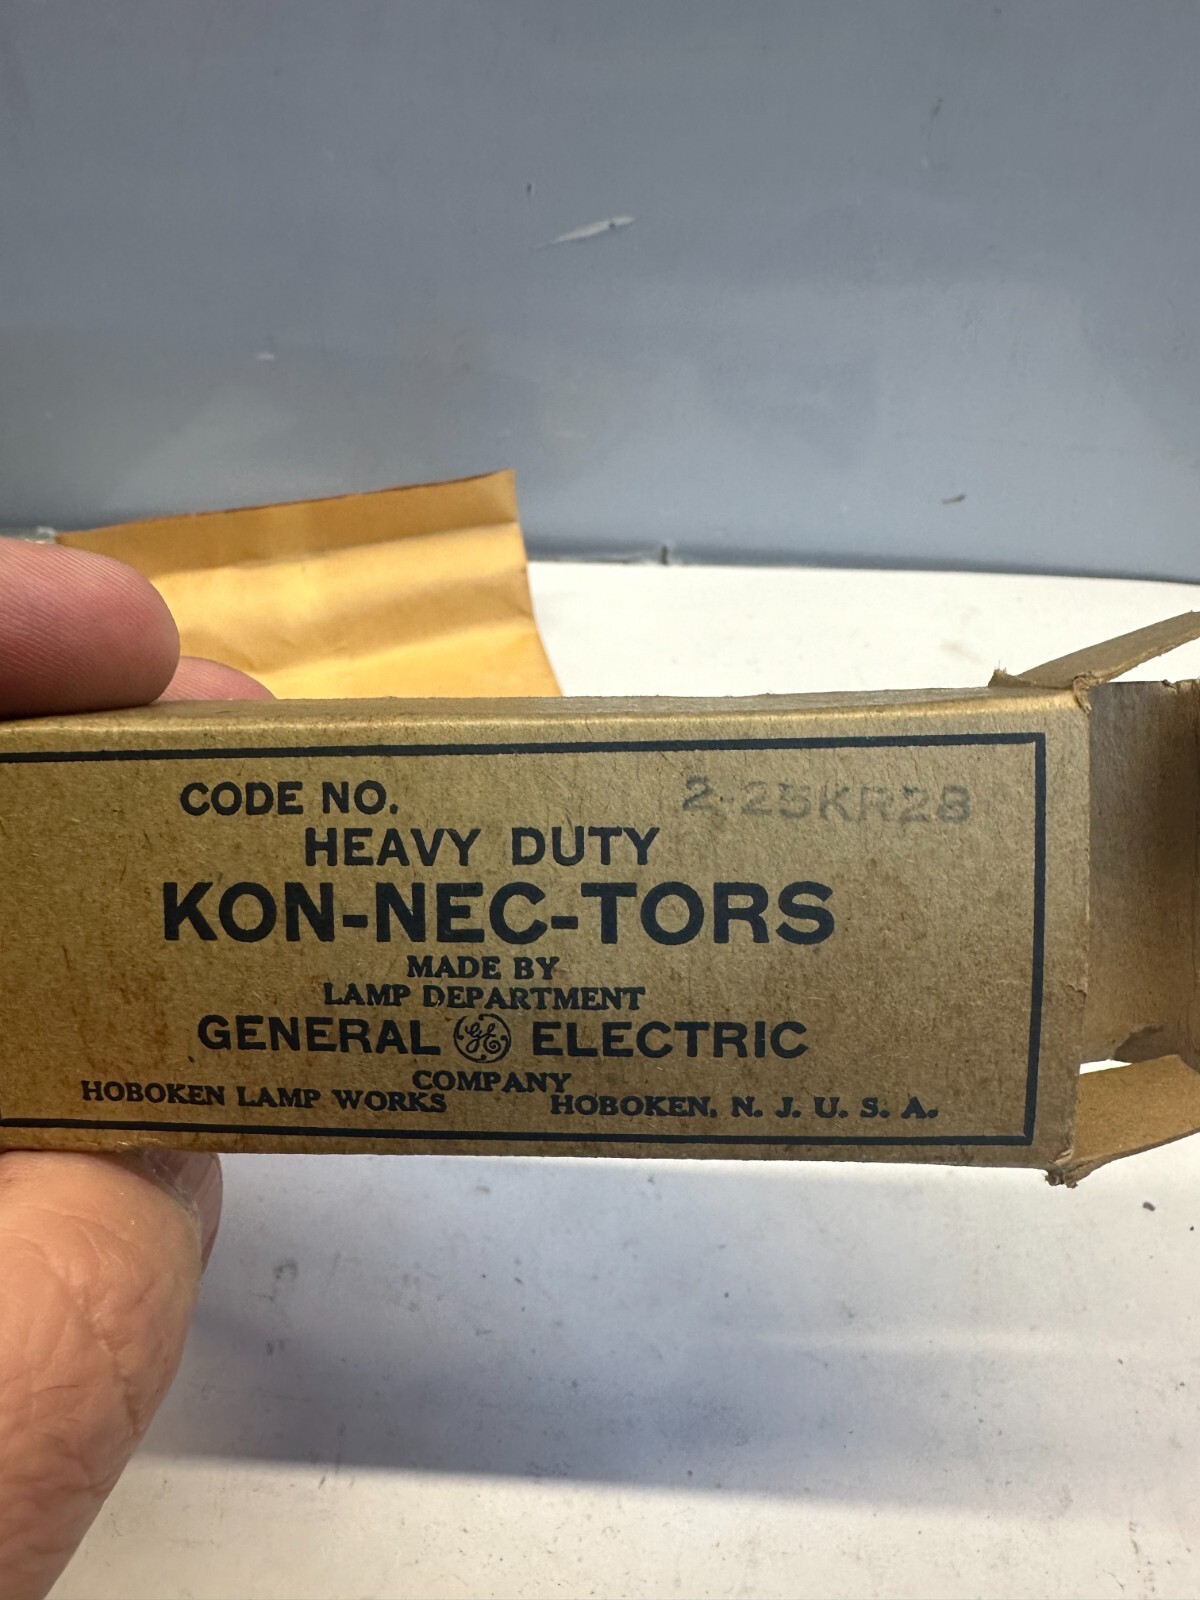 CODE NO. 2-25KR28
HEAVY DUTY
KON-NEC-TORS
MADE BY
LAMP DEPARTMENT
GENERAL GE ELECTRIC
COMPANY
HOBOKEN LAMP WORKS HOBOKEN, N. J. U. S. A.